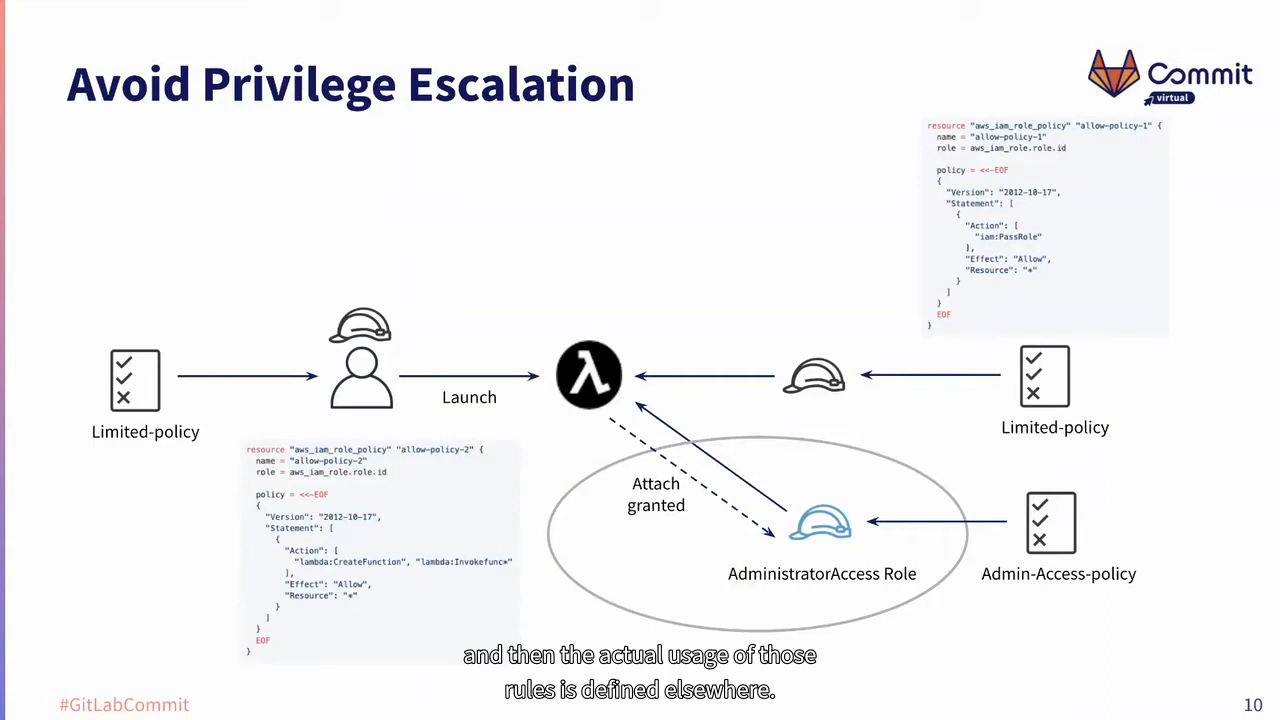 Avoid Privilege Escalation
Commit
virtual
resource "aws_iam_role_policy" "allow-policy-1" {
name = "allow-policy-1"
role = aws_iam_role.role.id
policy = <<-EOF
{
"Version": "2012-10-17",
"Statement": [
{
"Action": [
"iam:PassRole"
],
"Effect": "Allow",
"Resource": "*"
}
]
}
EOF
}
Limited-policy
Launch
λ
Limited-policy
resource "aws_iam_role_policy" "allow-policy-2" {
name = "allow-policy-2"
role = aws_iam_role.role.id
policy = <<-EOF
{
"Version": "2012-10-17",
"Statement": [
{
"Action": [
"lambda:CreateFunction", "lambda:Invokefunc*"
],
"Effect": "Allow",
"Resource": "*"
}
]
}
EOF
}
Attach
granted
AdministratorAccess Role
Admin-Access-policy
and then the actual usage of those
rules is defined elsewhere.
#GitLabCommit
10